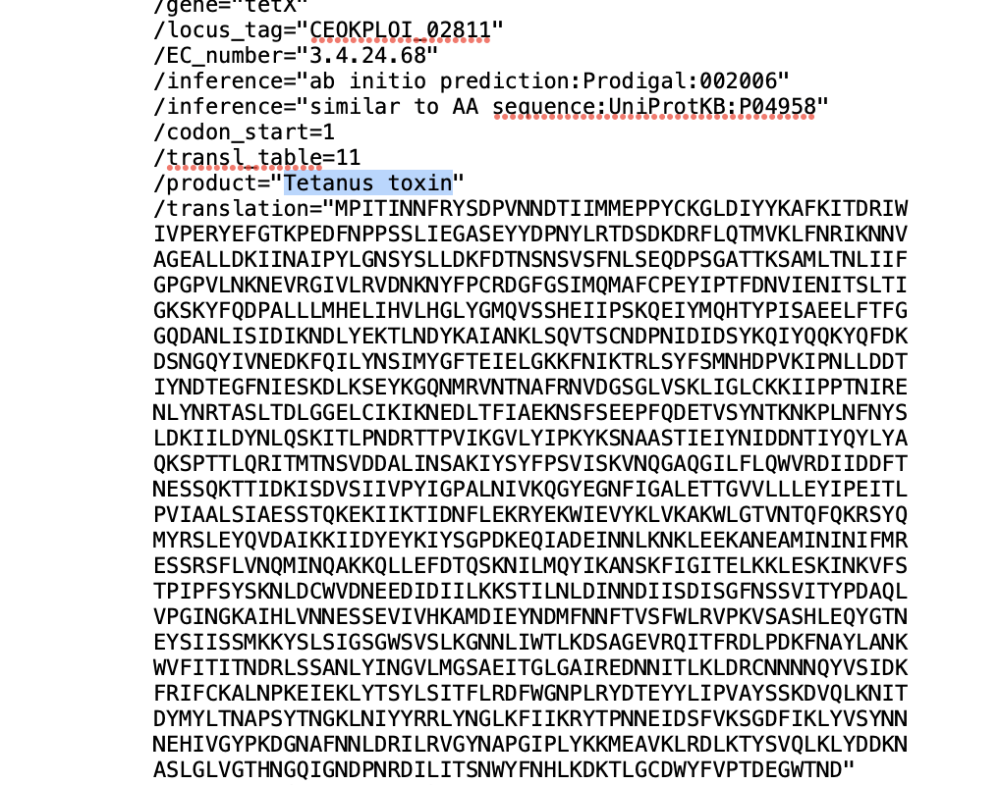 /gene="tetX"
/locus_tag="CEOKPLOI_02811"
/EC_number="3.4.24.68"
/inference="ab initio prediction:Prodigal:002006"
/inference="similar to AA sequence:UniProtKB:P04958"
/codon_start=1
/transl_table=11
/product="Tetanus toxin"
/translation="MPITINNFRYSDPVNNDTIIMMEPPYCKGLDIYYKAFKITDRIW
IVPERYEFGTKPEDFNPPSSLIEGASEYYDPNYLRTDSDKDRFLQTMVKLFNRIKNNV
AGEALLDKIINAIPYLGNSYSLLDKFDTNSNSVSFNLSEQDPSGATTKSAMLTNLIIF
GPGPVLNKNEVRGIVLRVDNKNYFPCRDGFGSIMQMAFCPEYIPTFDNVIENITSLTI
GKSKYFQDPALLLMHELIHVLHGLYGMQVSSHEIIPSKQEIYMQHTYPISAEELFTFG
GQDANLISIDIKNDLYEKTLNDYKAIANKLSQVTSCNDPNIDIDSYKQIYQQKYQFDK
DSNGQYIVNEDKFQILYNSIMYGFTEIELGKKFNIKTRLSYFSMNHDPVKIPNLLDDT
IYNDTEGFNIESKDLKSEYKGQNMRVNTNAFRNVDGSGLVSKLIGLCKKIIPPTNIRE
NLYNRTASLTDLGGELCIKIKNEDLTFIAEKNSFSEEPFQDETVSYNTKNKPLNFNYS
LDKIILDYNLQSKITLPNDRTTPVIKGVLYIPKYKSNAASTIEIYNIDDNTIYQYLYA
QKSPTTLQRITMTNSVDDALINSAKIYSYFPSVISKVNQGAQGILFLQWVRDIIDDFT
NESSQKTTIDKISDVSIIVPYIGPALNIVKQGYEGNFIGALETTGVVLLLEYIPEITL
PVIAALSIAESSTQKEKIIKTIDNFLEKRYEKWIEVYKLVKAKWLGTVNTQFQKRSYQ
MYRSLEYQVDAIKKIIDYEYKIYSGPDKEQIADEINNLKNKLEEKANEAMININIFMR
ESSRSFLVNQMINQAKKQLLEFDTQSKNILMQYIKANSKFIGITELKKLESKINKVFS
TPIPFSYSKNLDCWVDNEEDIDIILKKSTILNLDINNDIISDISGFNSSVITYPDAQL
VPGINGKAIHLVNNESSEVIVHKAMDIEYNDMFNNFTVSFWLRVPKVSASHLEQYGTN
EYSIISSMKKYSLSIGSGWSVSLKGNNLIWTLKDSAGEVRQITFRDLPDKFNAYLANK
WVFITITNDRLSSANLYINGVLMGSAEITGLGAIREDNNITLKLDRCNNNNQYVSIDK
FRIFCKALNPKEIEKLYTSYLSITFLRDFWGNPLRYDTEYYLIPVAYSSKDVQLKNIT
DYMYLTNAPSYTNGKLNIYYRRLYNGLKFIIKRYTPNNEIDSFVKSGDFIKLYVSYNN
NEHIVGYPKDGNAFNNLDRILRVGYNAPGIPLYKKMEAVKLRDLKTYSVQLKLYDDKN
ASLGLVGTHNGQIGNDPNRDILITSNWYFNHLKDKTLGCDWYFVPTDEGWTND"